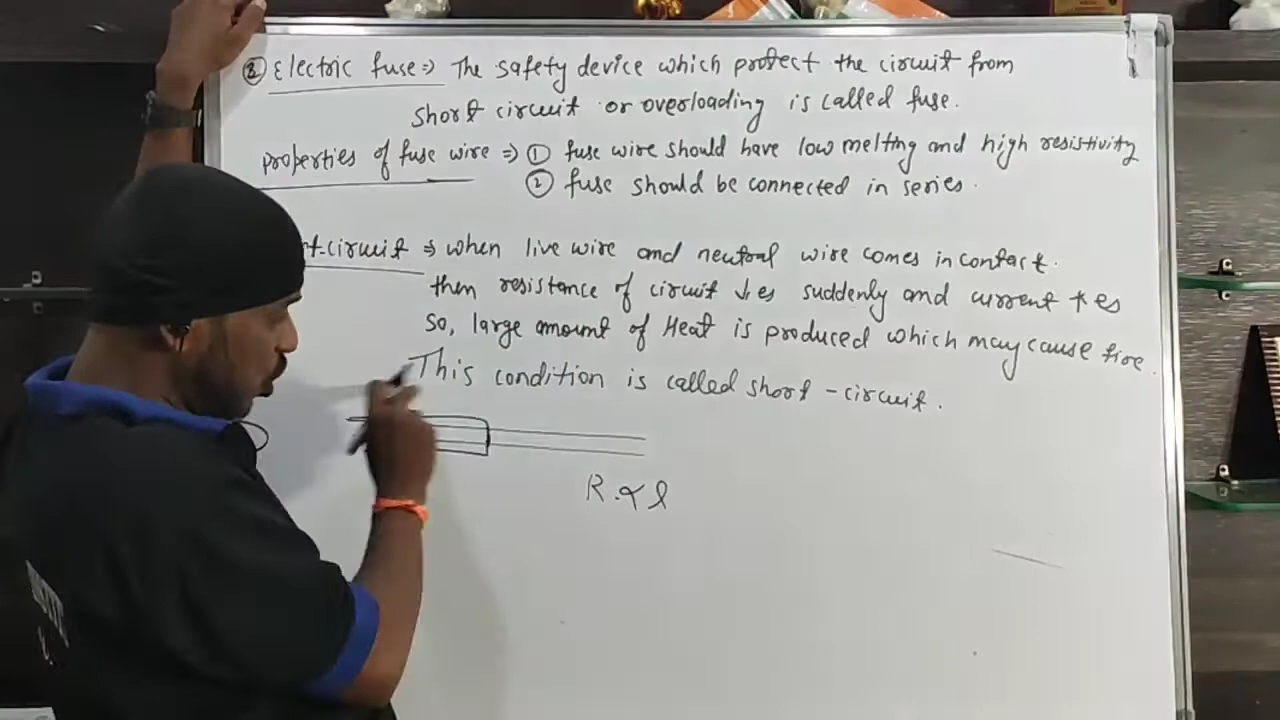 ② Electric fuse ⇒ The safety device which protect the circuit from
short circuit or overloading is called fuse.
properties of fuse wire ⇒ ① fuse wire should have low melting and high resistivity
② fuse should be connected in series.
t-circuit ⇒ when live wire and neutral wire comes in contact.
then resistance of circuit ↓es suddenly and current ↑es
So, large amount of Heat is produced which may cause fire.
This condition is called short-circuit.
R ∝ l